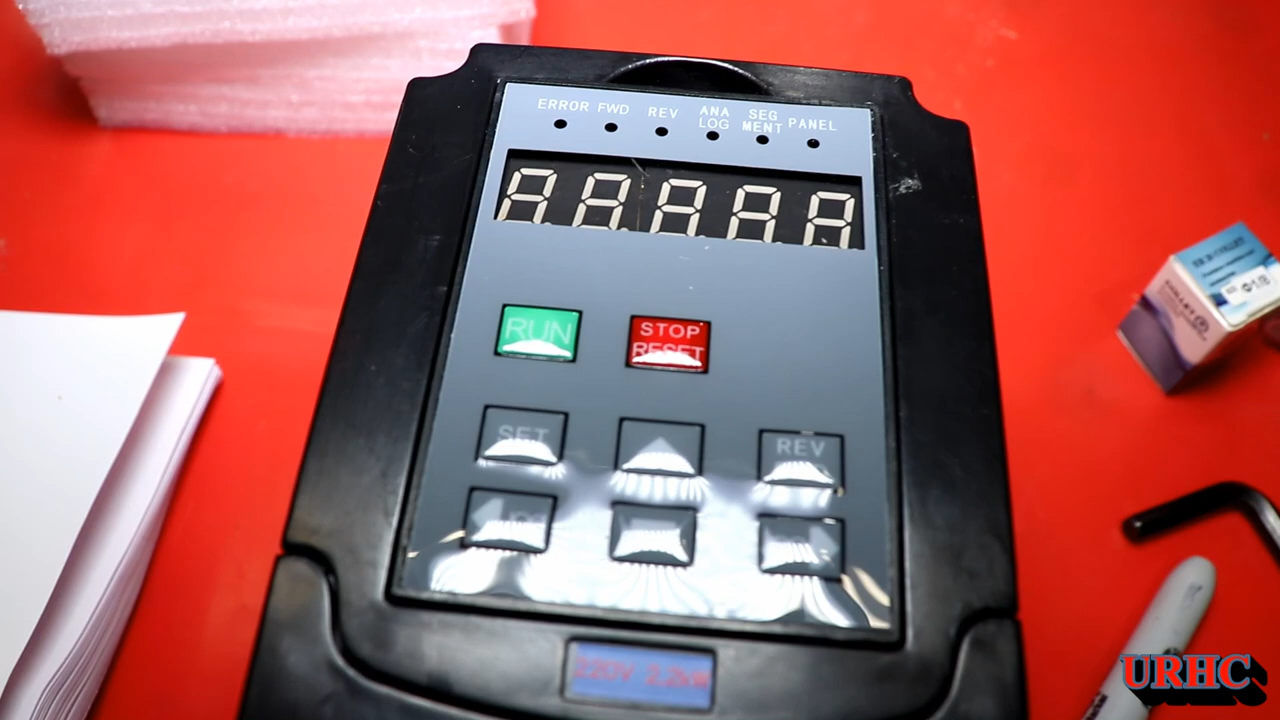 ERROR FWD REV ANA LOG SEG MENT PANEL
RUN
STOP
RESET
SET
REV
220V 2.2KW
URHC